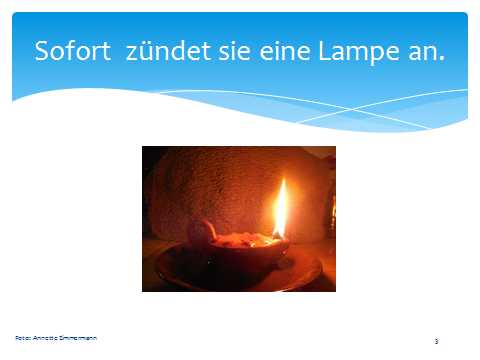 Sofort  zündet sie eine Lampe an.
Foto: Annette Zimmermann
3